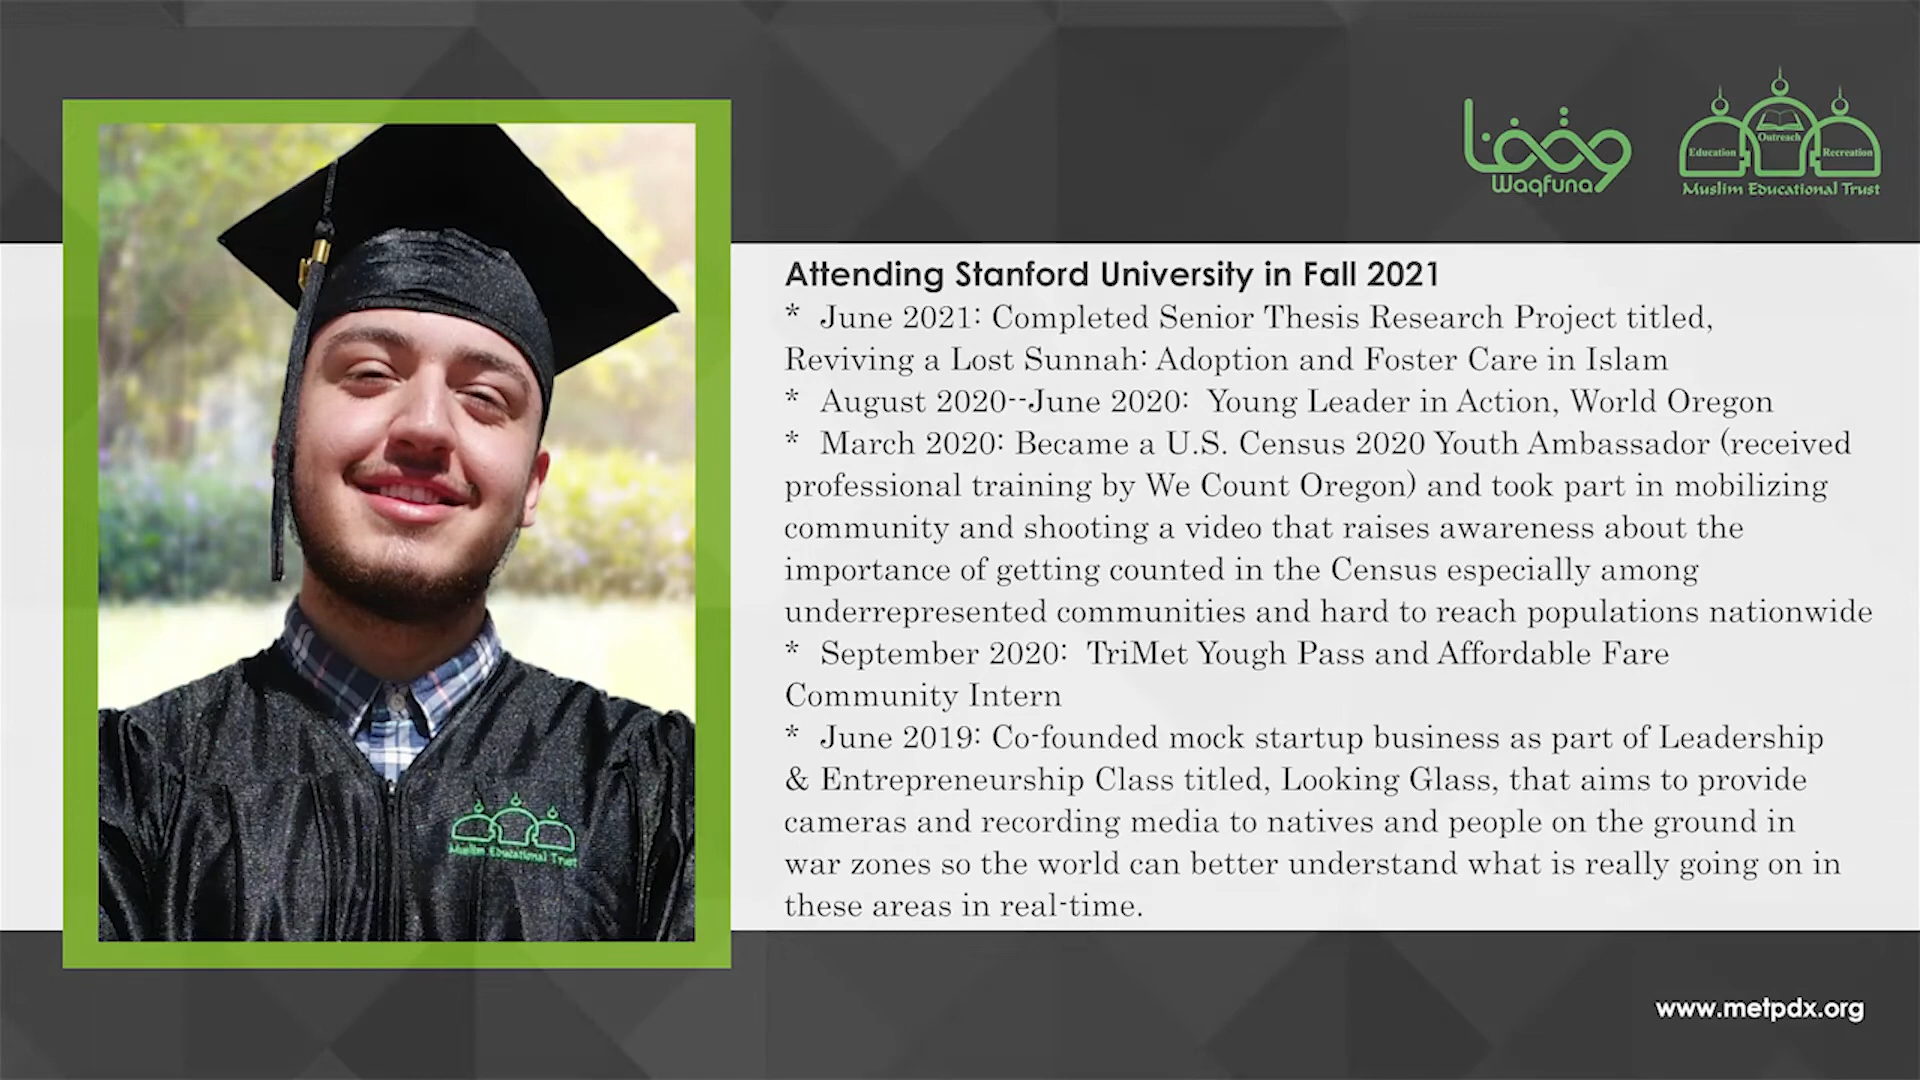 وقفنا
Waqfuna
Outreach
Education
Recreation
Muslim Educational Trust
Attending Stanford University in Fall 2021
* June 2021: Completed Senior Thesis Research Project titled,
Reviving a Lost Sunnah: Adoption and Foster Care in Islam
* August 2020--June 2020: Young Leader in Action, World Oregon
* March 2020: Became a U.S. Census 2020 Youth Ambassador (received
professional training by We Count Oregon) and took part in mobilizing
community and shooting a video that raises awareness about the
importance of getting counted in the Census especially among
underrepresented communities and hard to reach populations nationwide
* September 2020: TriMet Yough Pass and Affordable Fare
Community Intern
* June 2019: Co-founded mock startup business as part of Leadership
& Entrepreneurship Class titled, Looking Glass, that aims to provide
cameras and recording media to natives and people on the ground in
war zones so the world can better understand what is really going on in
these areas in real-time.
Muslim Educational Trust
www.metpdx.org